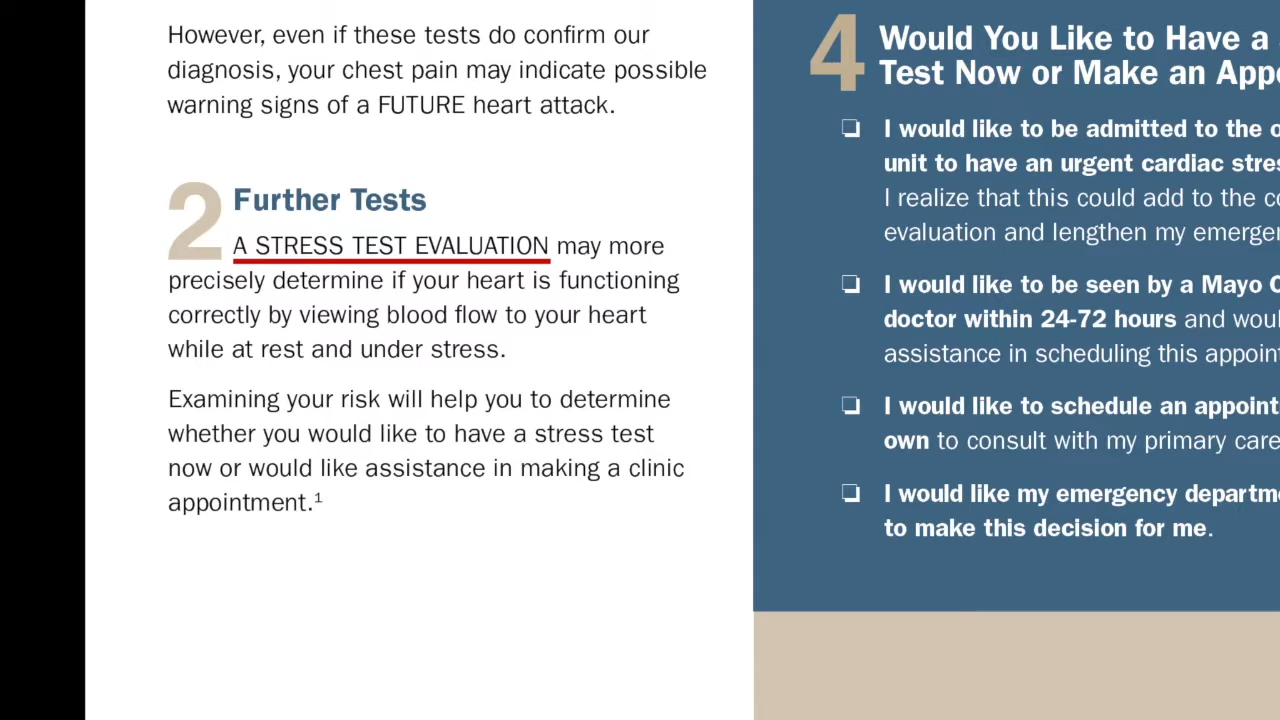 However, even if these tests do confirm our
diagnosis, your chest pain may indicate possible
warning signs of a FUTURE heart attack.
2 Further Tests
A STRESS TEST EVALUATION may more
precisely determine if your heart is functioning
correctly by viewing blood flow to your heart
while at rest and under stress.
Examining your risk will help you to determine
whether you would like to have a stress test
now or would like assistance in making a clinic
appointment.¹
4 Would You Like to Have a
Test Now or Make an
❏ I would like to be admitted to the
unit to have an urgent cardiac
I realize that this could add to the
evaluation and lengthen my
❏ I would like to be seen by a Mayo
doctor within 24-72 hours and
assistance in scheduling this
❏ I would like to schedule an
own to consult with my primary care
❏ I would like my emergency
to make this decision for me.